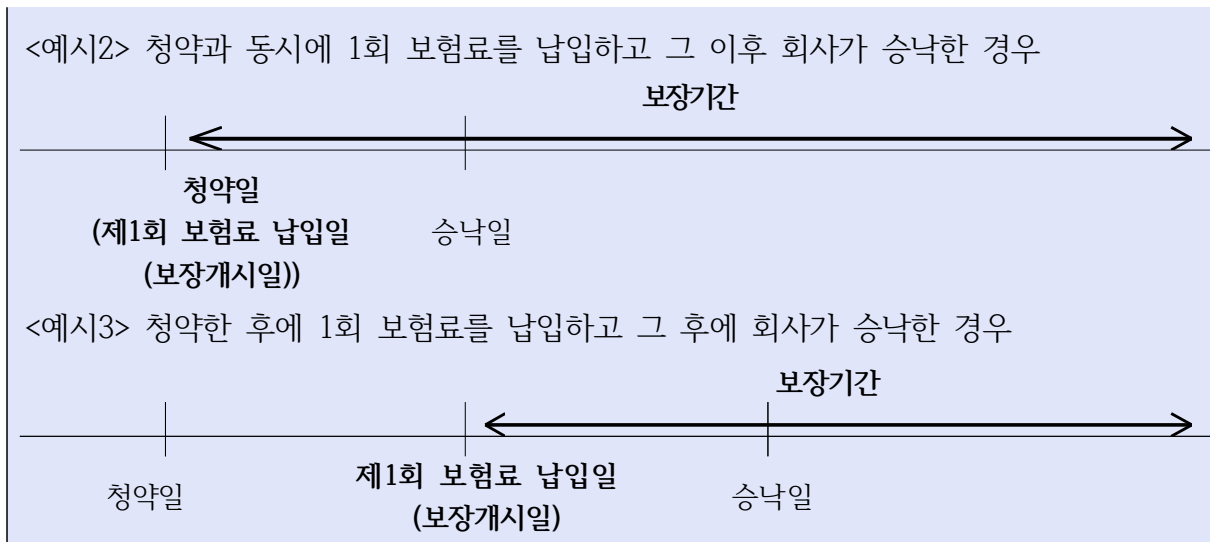 <예시2> 청약과 동시에 1회 보험료를 납입하고 그 이후 회사가 승낙한 경우
보장기간
청약일
(제1회 보험료 납입일 승낙일
(보장개시일))
<예시3> 청약한 후에 1회 보험료를 납입하고 그 후에 회사가 승낙한 경우
보장기간
청약일 제1회 보험료 납입일 승낙일
(보장개시일)